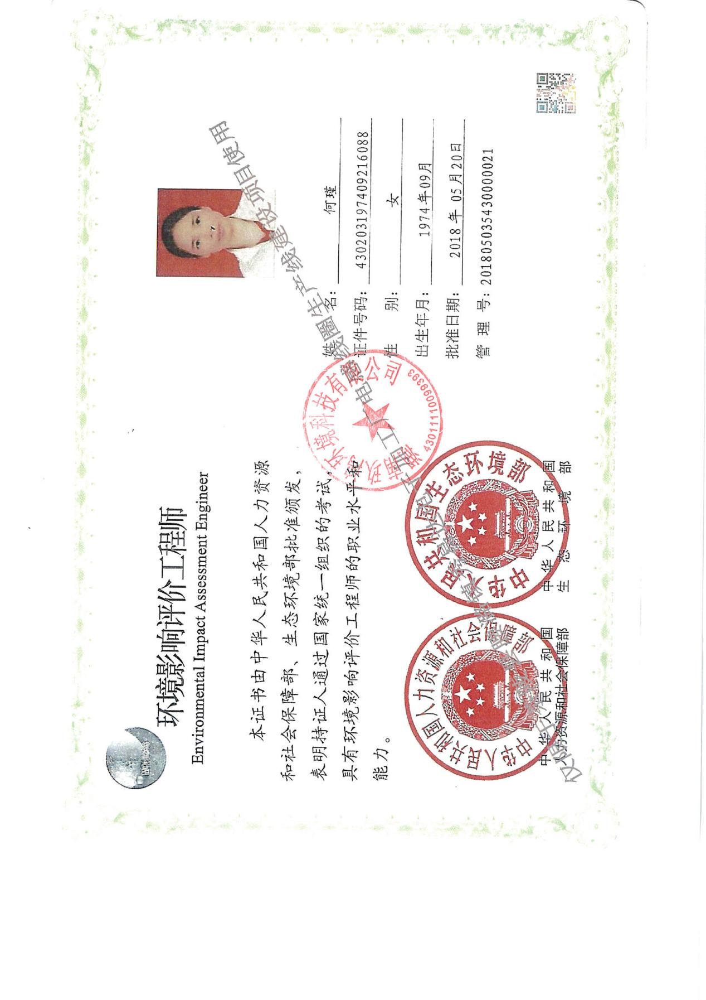 环境影响评价工程师
Environmental Impact Assessment Engineer
本证书由中华人民共和国人力资源
和社会保障部、生态环境部批准颁发，
表明持证人通过国家统一组织的考试，
具有环境影响评价工程师的职业水平和
能力。
姓名：何瑾
证件号码：430203197409216088
性别：女
出生年月：1974年09月
批准日期：2018年05月20日
管理号：201805035430000021
中华人民共和国人力资源和社会保障部
中华人民共和国生态环境部
中华人民共和国
人力资源和社会保障部
中华人民共和国
生态环境部
环境科技有限公司
4301111009939​3
电感线圈生产线建设项目使用